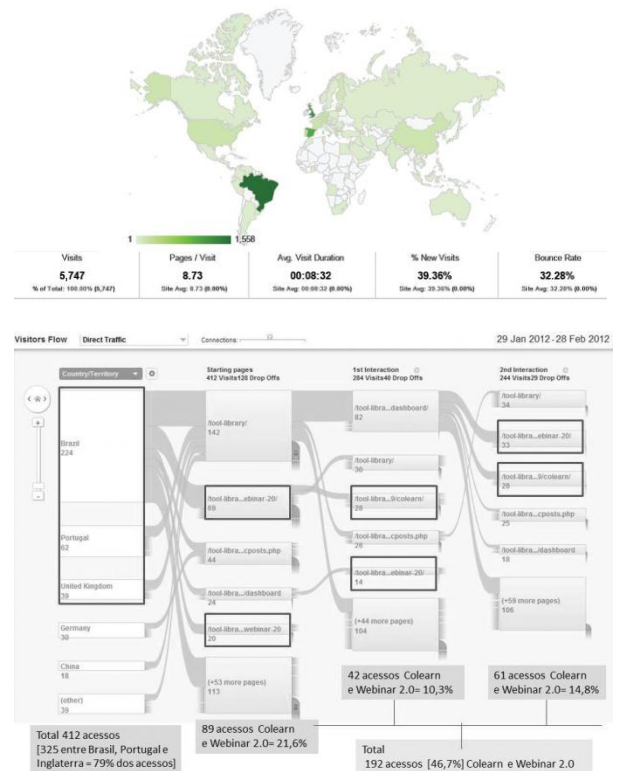 1
1,558
Visits
5,747
% of Total: 100.00% (5,747)
Pages / Visit
8.73
Site Avg: 8.73 (0.00%)
Avg. Visit Duration
00:08:32
Site Avg: 00:08:32 (0.00%)
% New Visits
39.36%
Site Avg: 39.36% (0.00%)
Bounce Rate
32.28%
Site Avg: 32.28% (0.00%)
Visitors Flow
Direct Traffic
Connections:
29 Jan 2012-28 Feb 2012
Country/Territory
Brazil
224
Portugal
62
United Kingdom
39
Germany
30
China
18
(other)
39
Starting pages
412 Visits128 Drop Offs
/tool-library/
142
/tool-libra...ebinar-20/
69
/tool-libra...cposts.php
44
/tool-libra.../dashboard
24
/tool-libra...webinar-20
20
(+53 more pages)
113
1st Interaction
284 Visits40 Drop Offs
/tool-libra...dashboard/
82
/tool-library/
30
/tool-libra...9/colearn/
28
/tool-libra...cposts.php
26
/tool-libra...ebinar-20/
14
(+44 more pages)
104
2nd Interaction
244 Visits29 Drop Offs
/tool-library/
34
/tool-libra...ebinar-20/
33
/tool-libra...9/colearn/
28
/tool-libra...cposts.php
25
/tool-libra.../dashboard
18
(+59 more pages)
106
Total 412 acessos
[325 entre Brasil, Portugal e
Inglaterra = 79% dos acessos]
89 acessos Colearn
e Webinar 2.0= 21,6%
42 acessos Colearn
e Webinar 2.0= 10,3%
61 acessos Colearn
e Webinar 2.0= 14,8%
Total
192 acessos [46,7%] Colearn e Webinar 2.0